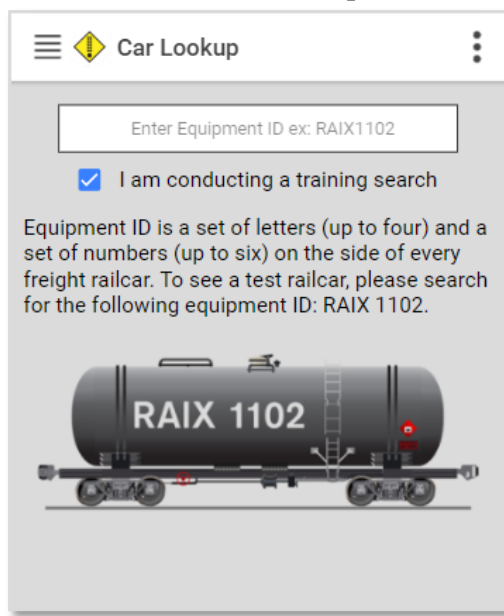 Car Lookup
Enter Equipment ID ex: RAIX1102
I am conducting a training search
Equipment ID is a set of letters (up to four) and a
set of numbers (up to six) on the side of every
freight railcar. To see a test railcar, please search
for the following equipment ID: RAIX 1102.
RAIX 1102